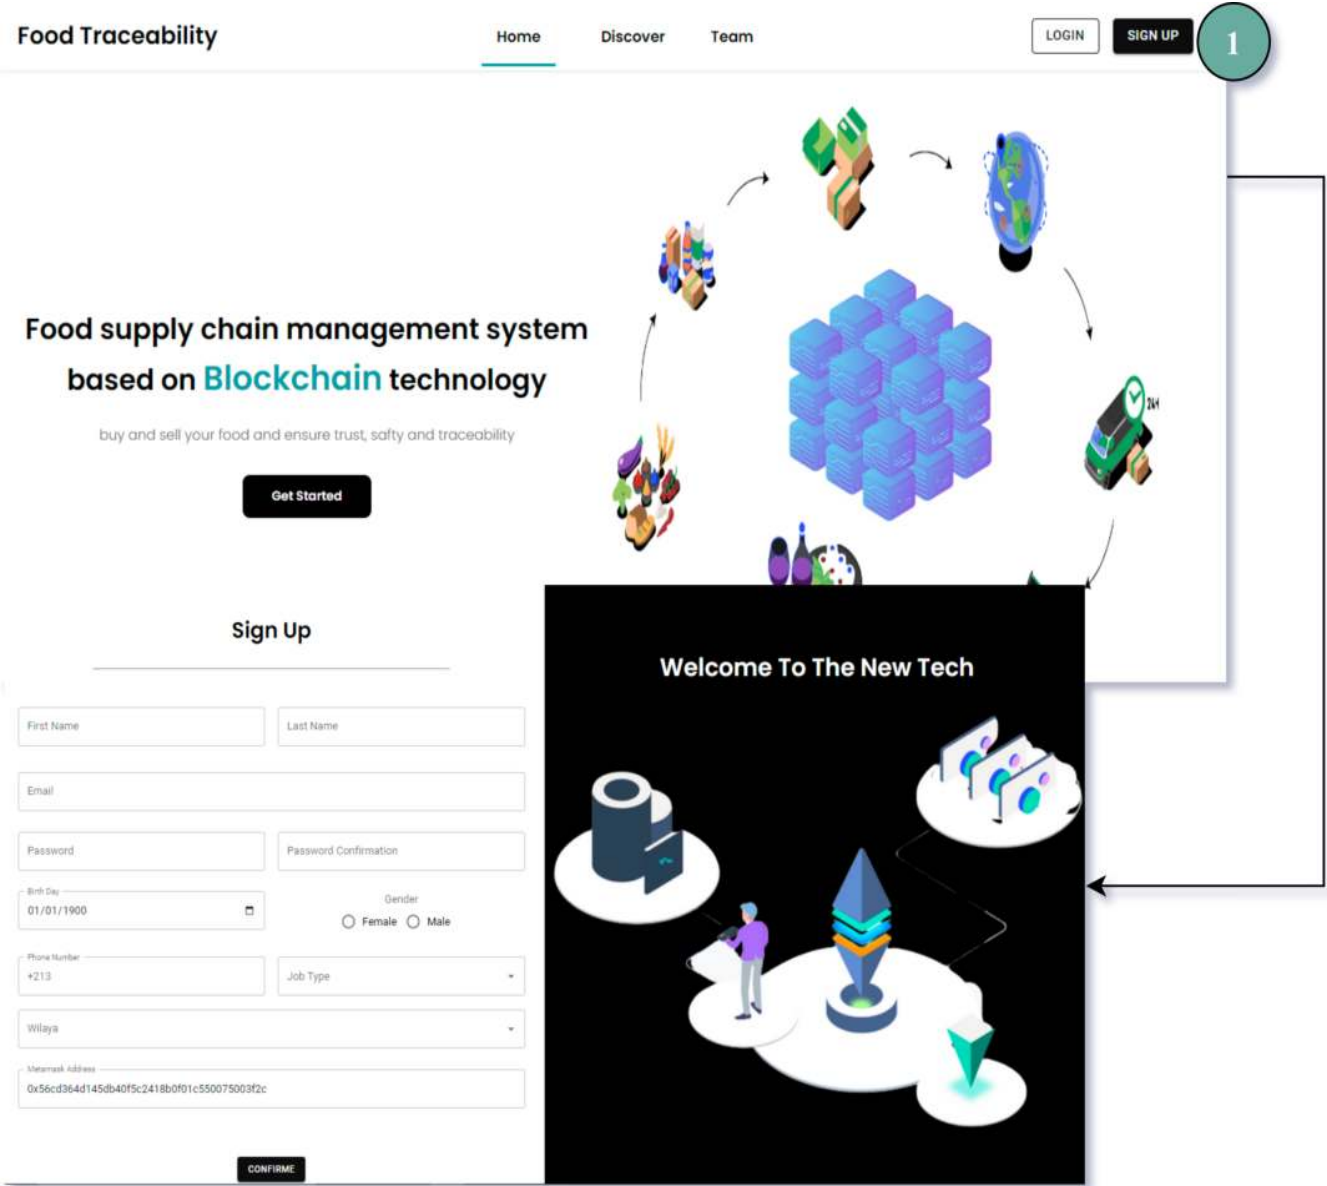 Food Traceability
Home
Discover
Team
LOGIN
SIGN UP
1
24H
Food supply chain management system
based on Blockchain technology
buy and sell your food and ensure trust, safty and traceability
Get Started
Sign Up
Welcome To The New Tech
First Name
Last Name
Email
Password
Password Confirmation
Birth Day
01/01/1900
Gender
Female
Male
Phone Number
+213
Job Type
Wilaya
Metamask Address
0x56cd364d145db40f5c2418b0f01c550075003f2c
CONFIRME